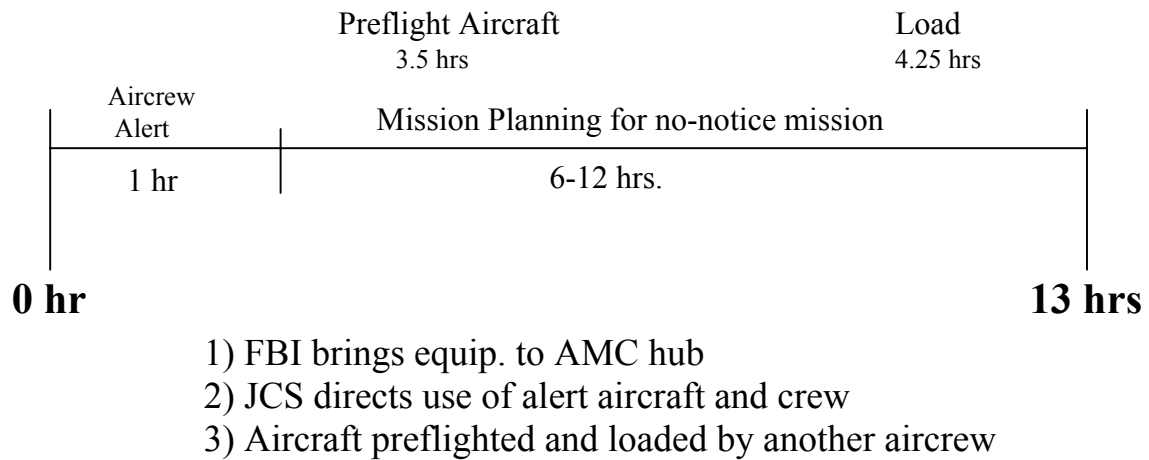 Preflight Aircraft
3.5 hrs
Load
4.25 hrs
Aircrew
Alert
Mission Planning for no-notice mission
1 hr
6-12 hrs.
0 hr
13 hrs
1) FBI brings equip. to AMC hub
2) JCS directs use of alert aircraft and crew
3) Aircraft preflighted and loaded by another aircrew